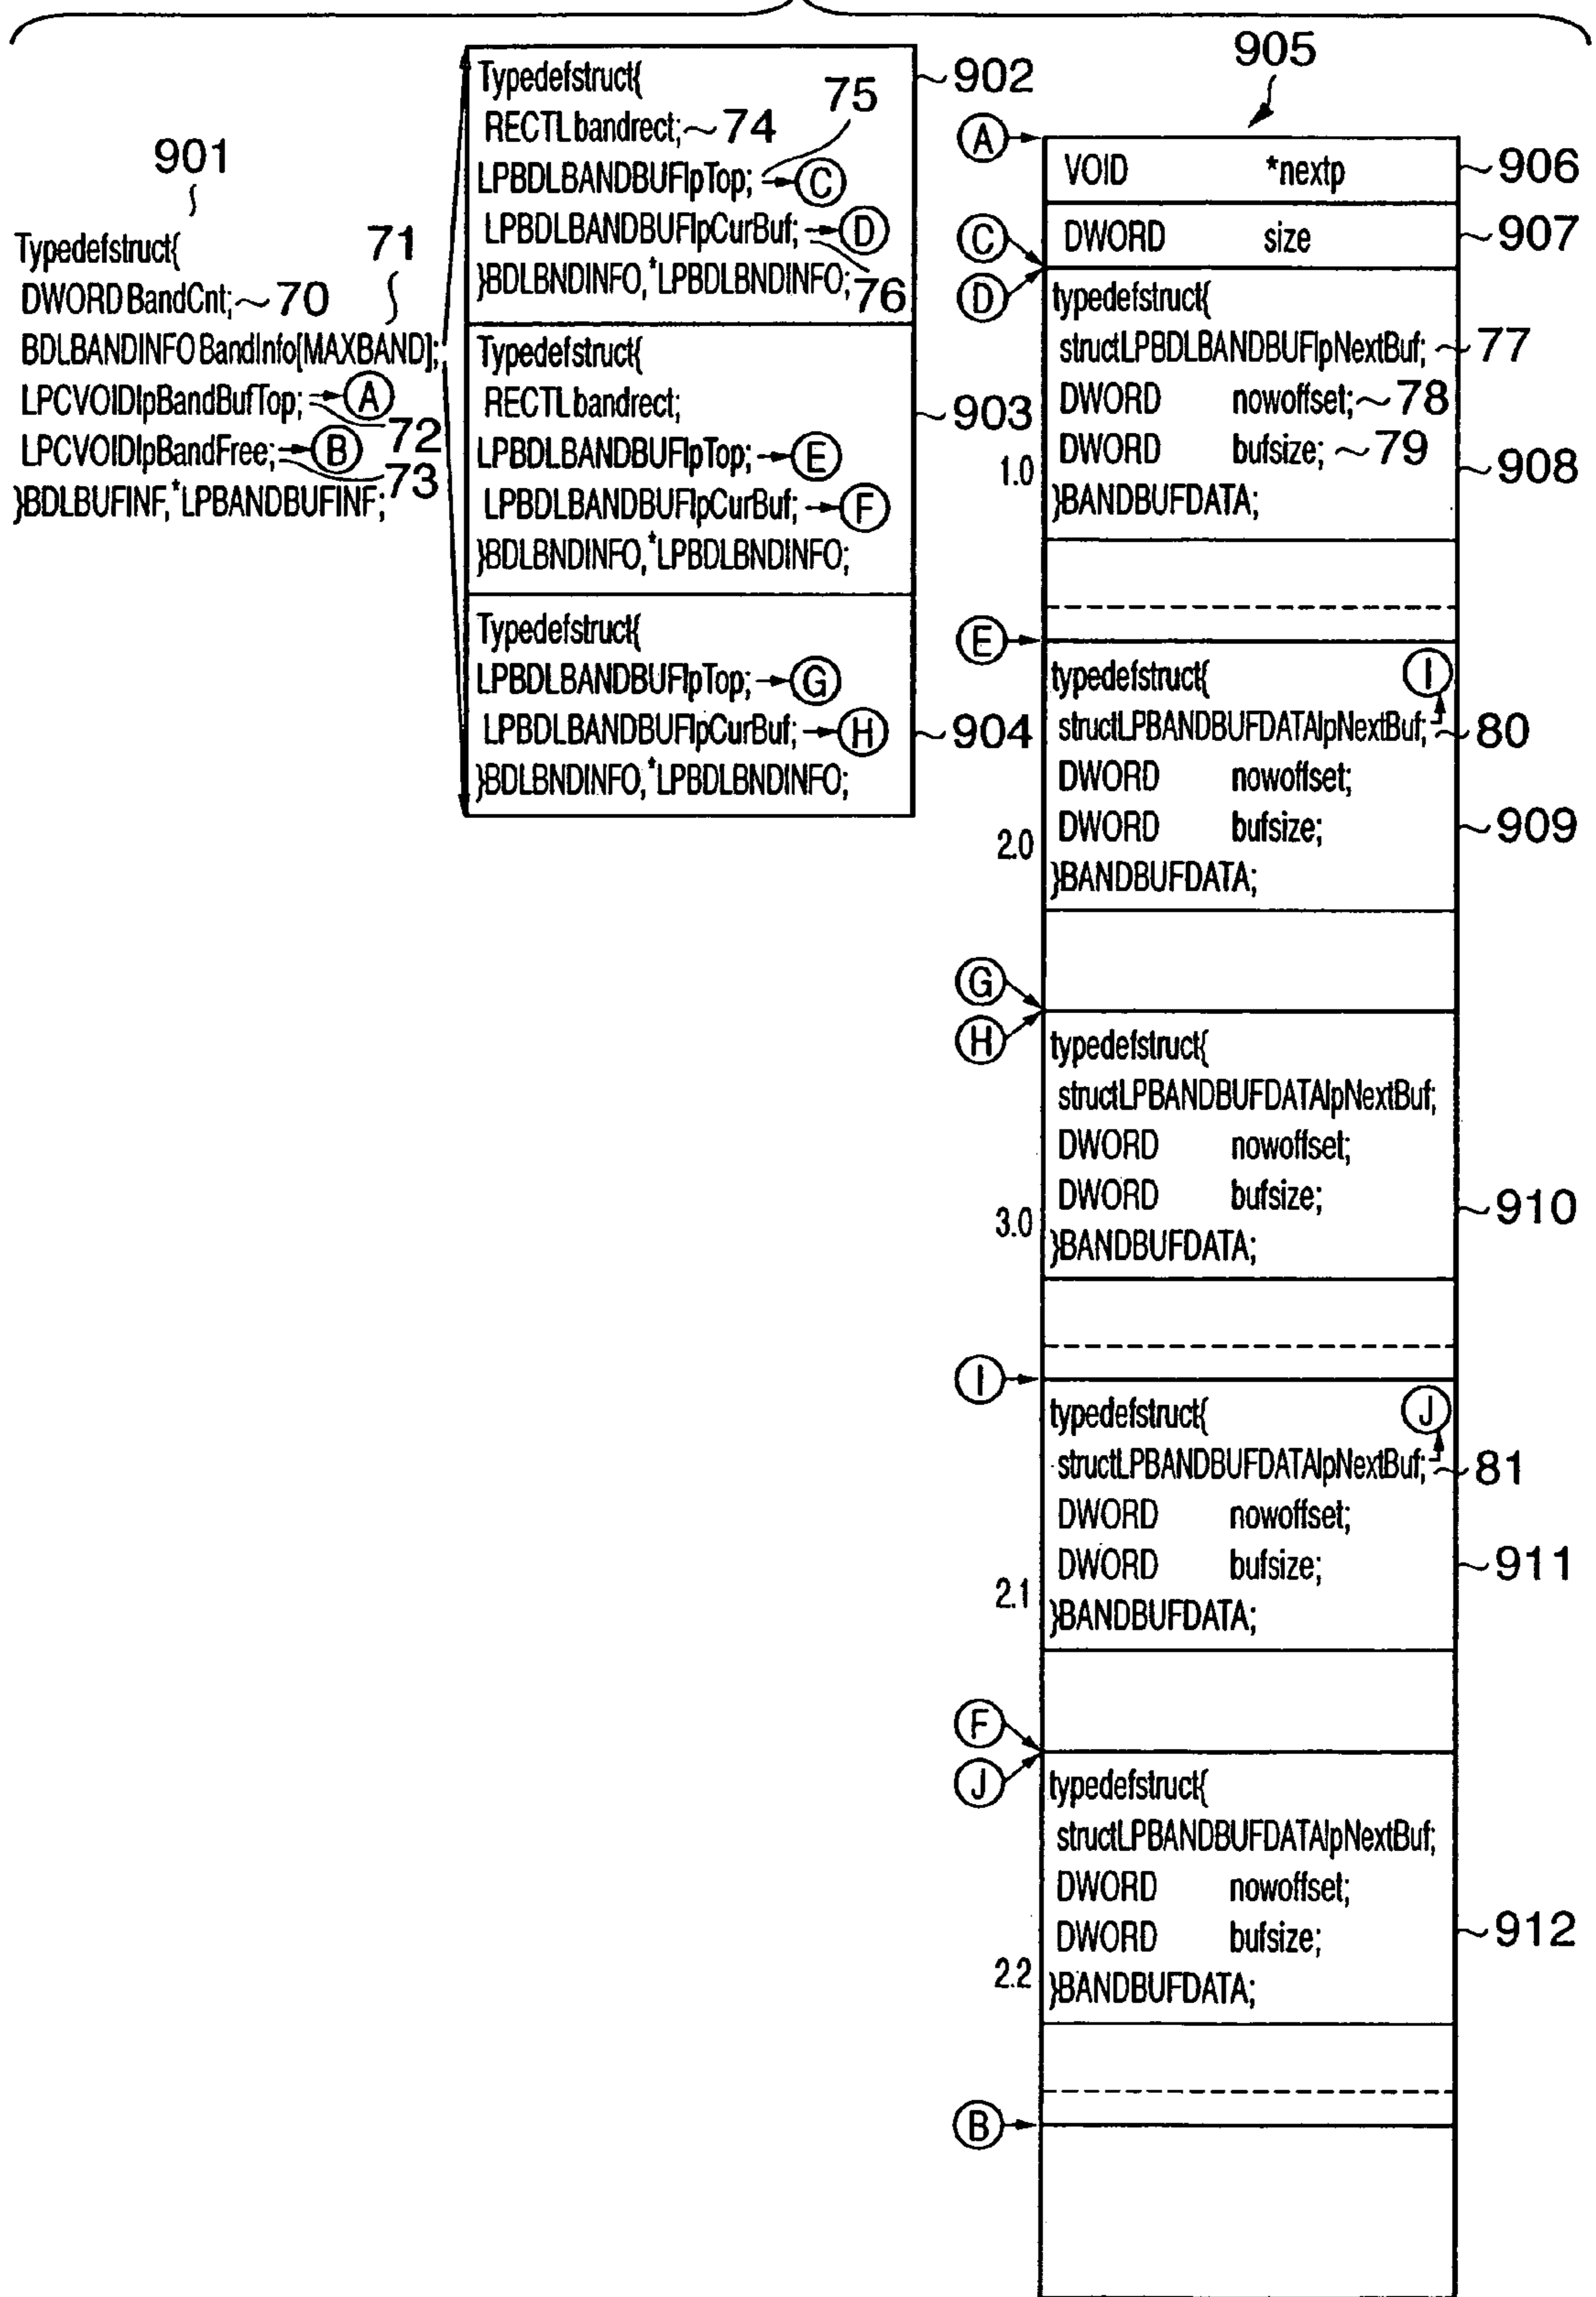 901
Typedefstruct{
DWORD BandCnt; 70
71
BDLBANDINFO BandInfo[MAXBAND];
LPCVOIDlpBandBufTop; A
72
LPCVOIDlpBandFree; B
73
}BDLBUFINF,*LPBANDBUFINF;
902
Typedefstruct{
RECTL bandrect; 74
75
LPBDLBANDBUFlpTop; C
LPBDLBANDBUFlpCurBuf; D
76
}BDLBNDINFO,*LPBDLBNDINFO;
903
Typedefstruct{
RECTL bandrect;
LPBDLBANDBUFlpTop; E
LPBDLBANDBUFlpCurBuf; F
}BDLBNDINFO,*LPBDLBNDINFO;
Typedefstruct{
LPBDLBANDBUFlpTop; G
LPBDLBANDBUFlpCurBuf; H
904
}BDLBNDINFO,*LPBDLBNDINFO;
905
A
VOID *nextp 906
C
DWORD size 907
D
typedefstruct{
structLPBDLBANDBUFlpNextBuf; 77
DWORD nowoffset; 78
DWORD bufsize; 79
1.0
908
}BANDBUFDATA;
E
typedefstruct{ I
structLPBANDBUFDATAlpNextBuf; 80
DWORD nowoffset;
DWORD bufsize; 909
2.0
}BANDBUFDATA;
G
H
typedefstruct{
structLPBANDBUFDATAlpNextBuf;
DWORD nowoffset;
DWORD bufsize; 910
3.0
}BANDBUFDATA;
I
typedefstruct{ J
structLPBANDBUFDATAlpNextBuf; 81
DWORD nowoffset;
DWORD bufsize; 911
2.1
}BANDBUFDATA;
F
J
typedefstruct{
structLPBANDBUFDATAlpNextBuf;
DWORD nowoffset;
DWORD bufsize; 912
2.2
}BANDBUFDATA;
B